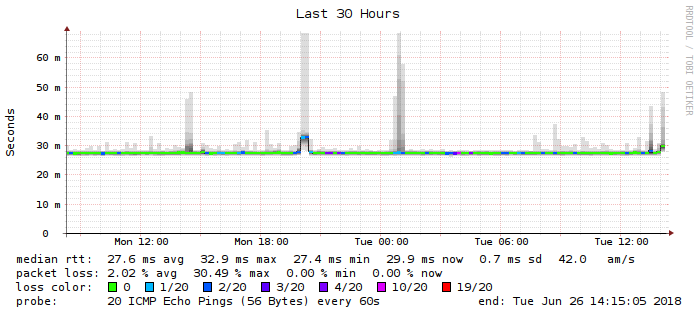 Last 30 Hours
RRDTOOL / TOBI OETIKER
Seconds
60 m
50 m
40 m
30 m
20 m
10 m
0
Mon 12:00 Mon 18:00 Tue 00:00 Tue 06:00 Tue 12:00
median rtt: 27.6 ms avg 32.9 ms max 27.4 ms min 29.9 ms now 0.7 ms sd 42.0 am/s
packet loss: 2.02 % avg 30.49 % max 0.00 % min 0.00 % now
loss color: 0 1/20 2/20 3/20 4/20 10/20 19/20
probe: 20 ICMP Echo Pings (56 Bytes) every 60s end: Tue Jun 26 14:15:05 2018